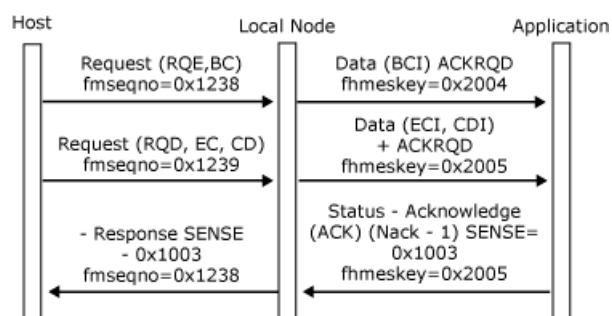 Host
Local Node
Application
Request (RQE,BC)
fmseqno=0x1238
Data (BCI) ACKRQD
fhmeskey=0x2004
Request (RQD, EC, CD)
fmseqno=0x1239
Data (ECI, CDI)
+ ACKRQD
fhmeskey=0x2005
- Response SENSE
- 0x1003
fmseqno=0x1238
Status - Acknowledge
(ACK) (Nack - 1) SENSE=
0x1003
fhmeskey=0x2005